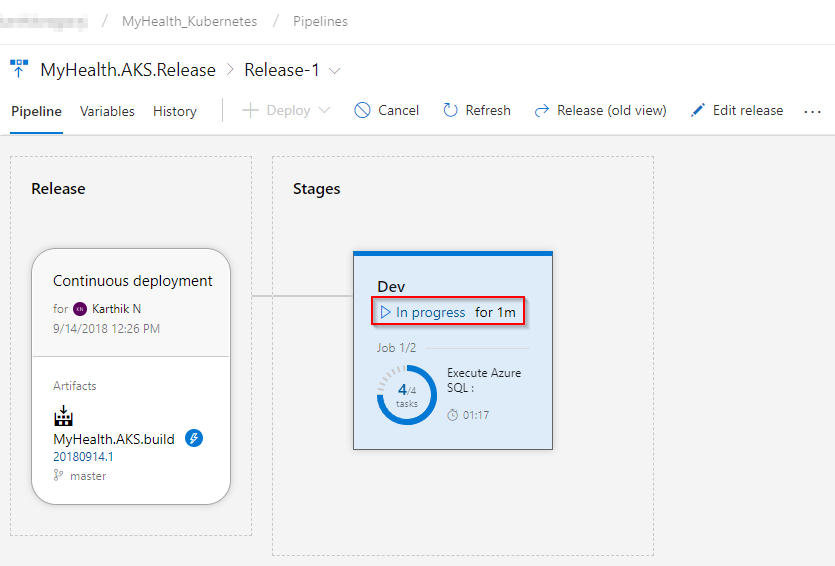 / MyHealth_Kubernetes / Pipelines
MyHealth.AKS.Release > Release-1
Pipeline Variables History + Deploy Cancel Refresh Release (old view) Edit release ...
Release
Continuous deployment
for KN Karthik N
9/14/2018 12:26 PM
Artifacts
MyHealth.AKS.build
20180914.1
master
Stages
Dev
In progress for 1m
Job 1/2
4/4
tasks
Execute Azure
SQL :
01:17